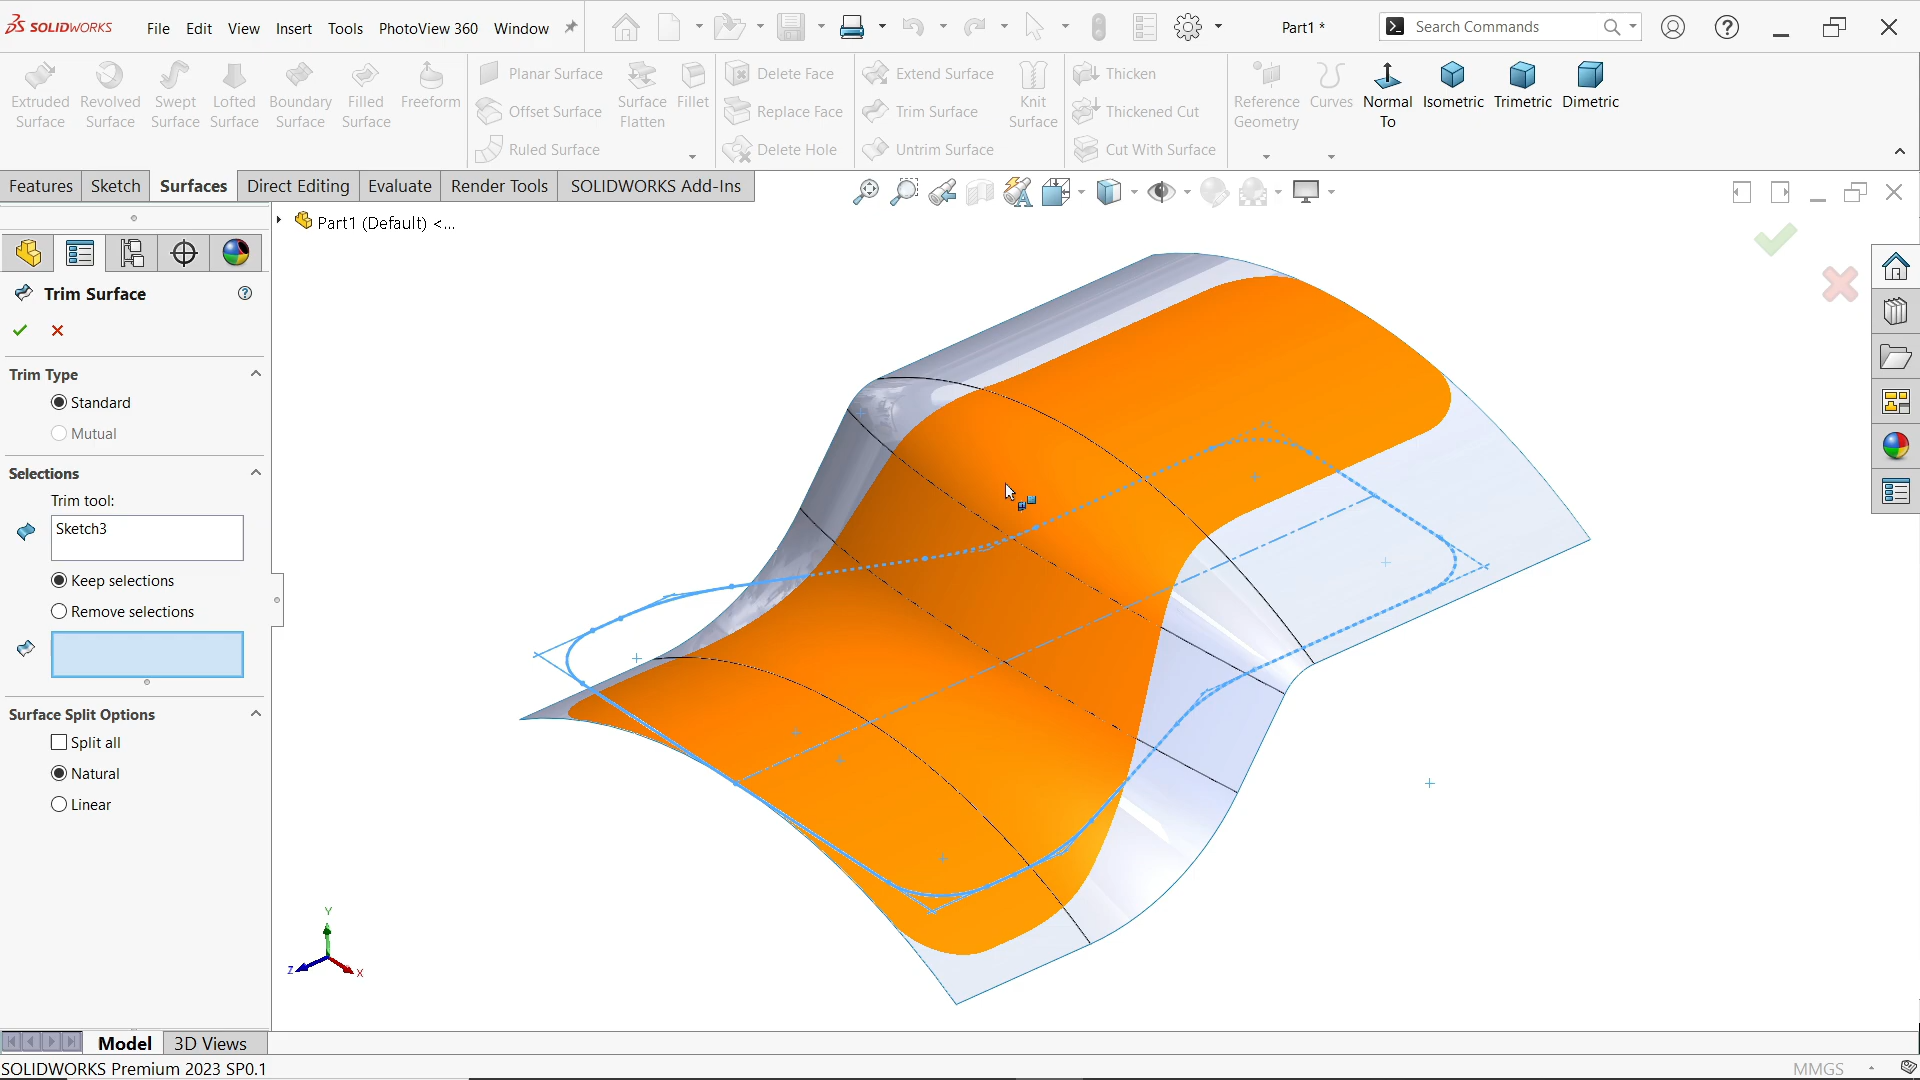 SOLIDWORKS File Edit View Insert Tools PhotoView 360 Window Part1 * Search Commands
Extruded Surface
Revolved Surface
Swept Surface
Lofted Surface
Boundary Surface
Filled Surface
Freeform
Planar Surface
Offset Surface
Ruled Surface
Surface Flatten
Fillet
Delete Face
Replace Face
Delete Hole
Extend Surface
Trim Surface
Untrim Surface
Knit Surface
Thicken
Thickened Cut
Cut With Surface
Reference Geometry
Curves
Normal To
Isometric
Trimetric
Dimetric
Features Sketch Surfaces Direct Editing Evaluate Render Tools SOLIDWORKS Add-Ins
Part1 (Default) <...
Trim Surface
Trim Type
Standard
Mutual
Selections
Trim tool:
Sketch3
Keep selections
Remove selections
Surface Split Options
Split all
Natural
Linear
Y
Z
X
Model 3D Views
SOLIDWORKS Premium 2023 SP0.1 MMGS